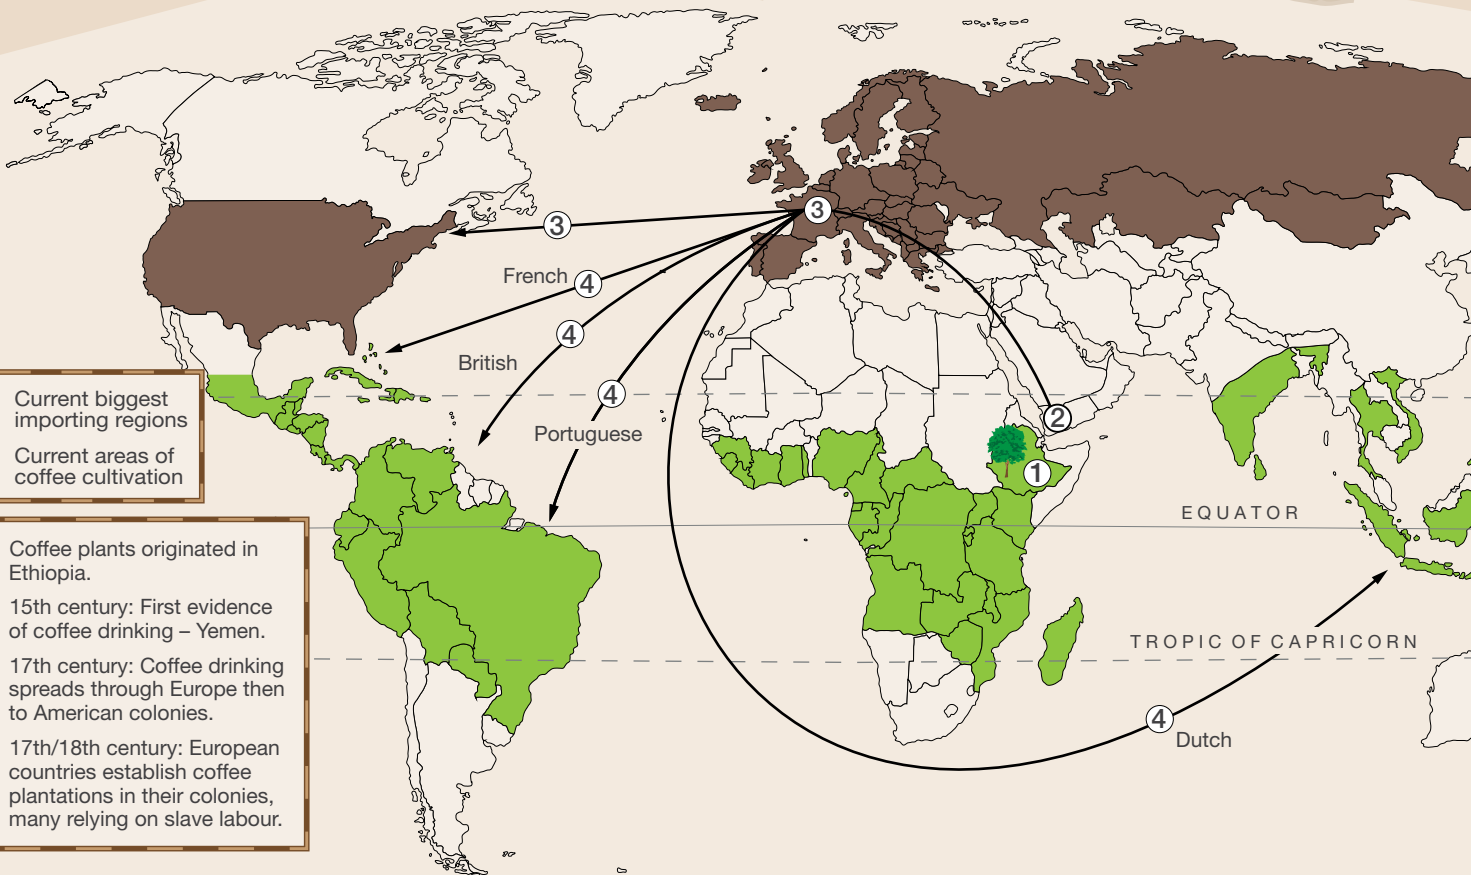 3
3
French
4
4
British
4
Portuguese
2
1
Current biggest
importing regions
Current areas of
coffee cultivation
EQUATOR
Coffee plants originated in
Ethiopia.
15th century: First evidence
of coffee drinking – Yemen.
17th century: Coffee drinking
spreads through Europe then
to American colonies.
17th/18th century: European
countries establish coffee
plantations in their colonies,
many relying on slave labour.
TROPIC OF CAPRICORN
4
Dutch